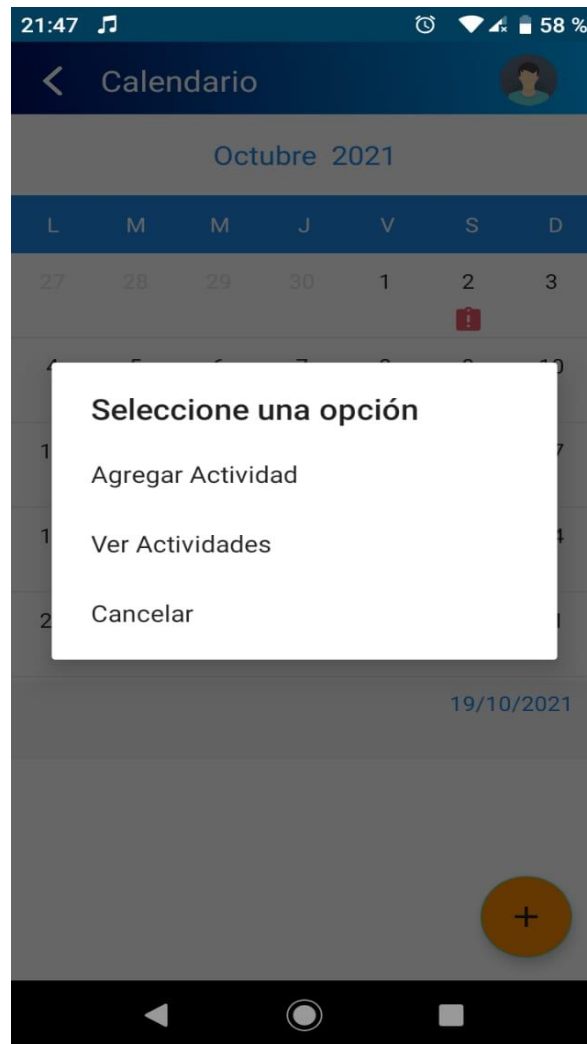 21:47 58 %
Calendario
Octubre 2021
L M M J V S D
27 28 29 30 1 2 3
Seleccione una opción
Agregar Actividad
Ver Actividades
Cancelar
19/10/2021
+